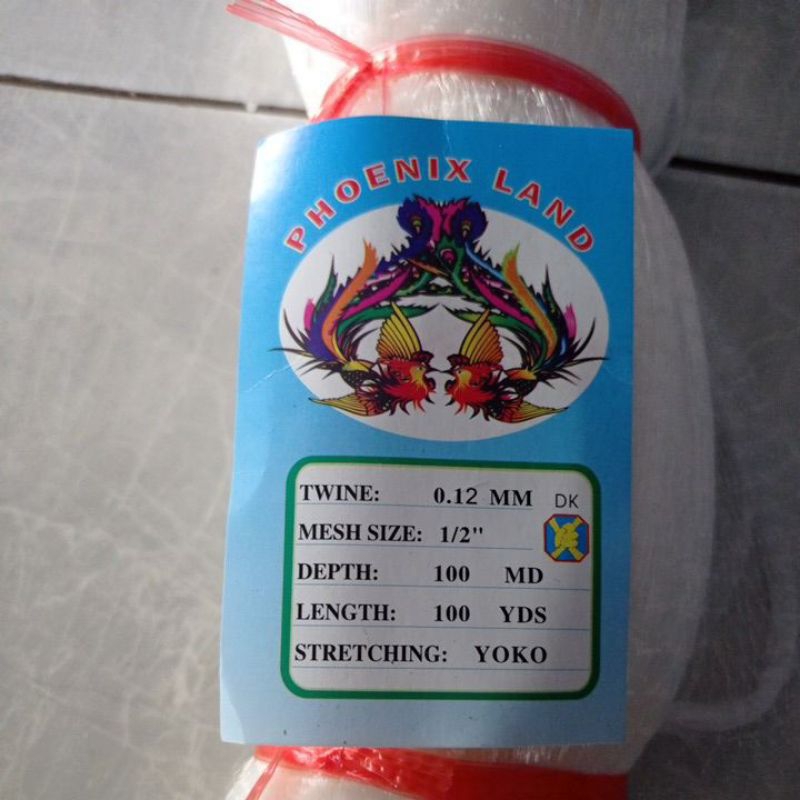 PHOENIX LAND
TWINE: 0.12 MM DK
MESH SIZE: 1/2"
DEPTH: 100 MD
LENGTH: 100 YDS
STRETCHING: YOKO